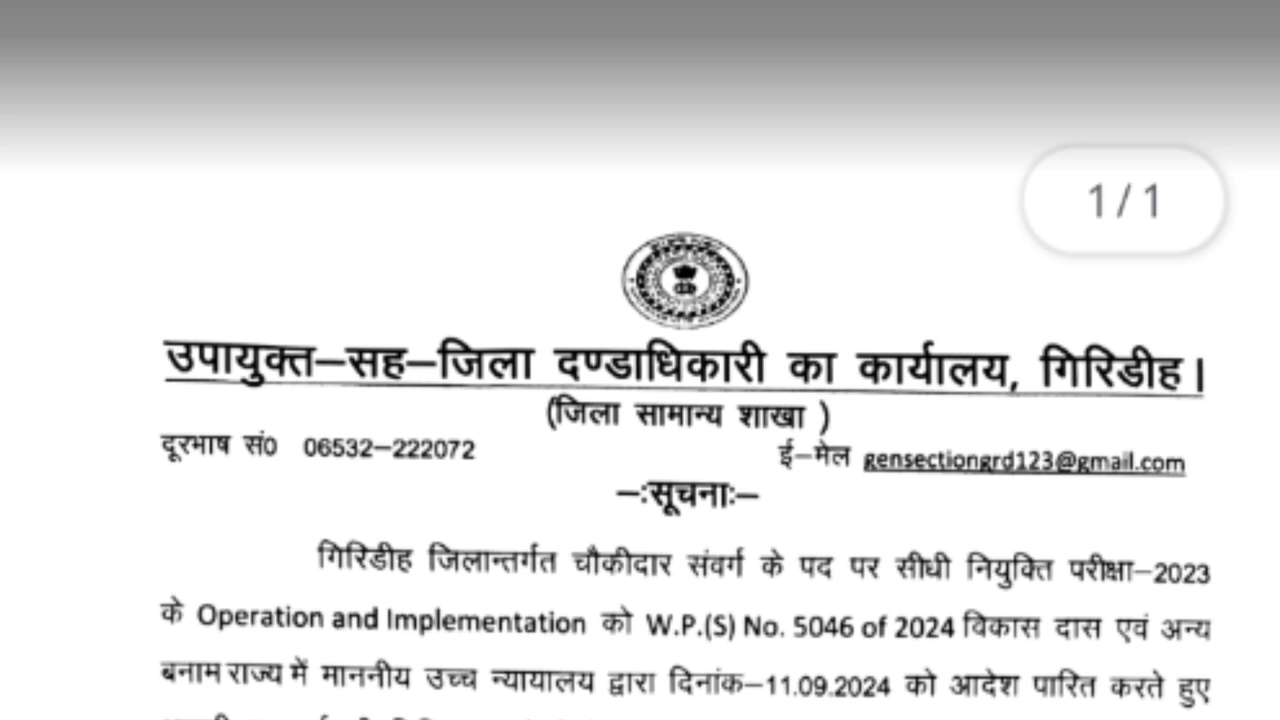 1 / 1
उपायुक्त–सह–जिला दण्डाधिकारी का कार्यालय, गिरिडीह।
(जिला सामान्य शाखा )
दूरभाष सं0 06532–222072 ई–मेल gensectiongrd123@gmail.com
–:सूचनाः–
गिरिडीह जिलान्तर्गत चौकीदार संवर्ग के पद पर सीधी नियुक्ति परीक्षा–2023
के Operation and Implementation को W.P.(S) No. 5046 of 2024 विकास दास एवं अन्य
बनाम राज्य में माननीय उच्च न्यायालय द्वारा दिनांक–11.09.2024 को आदेश पारित करते हुए